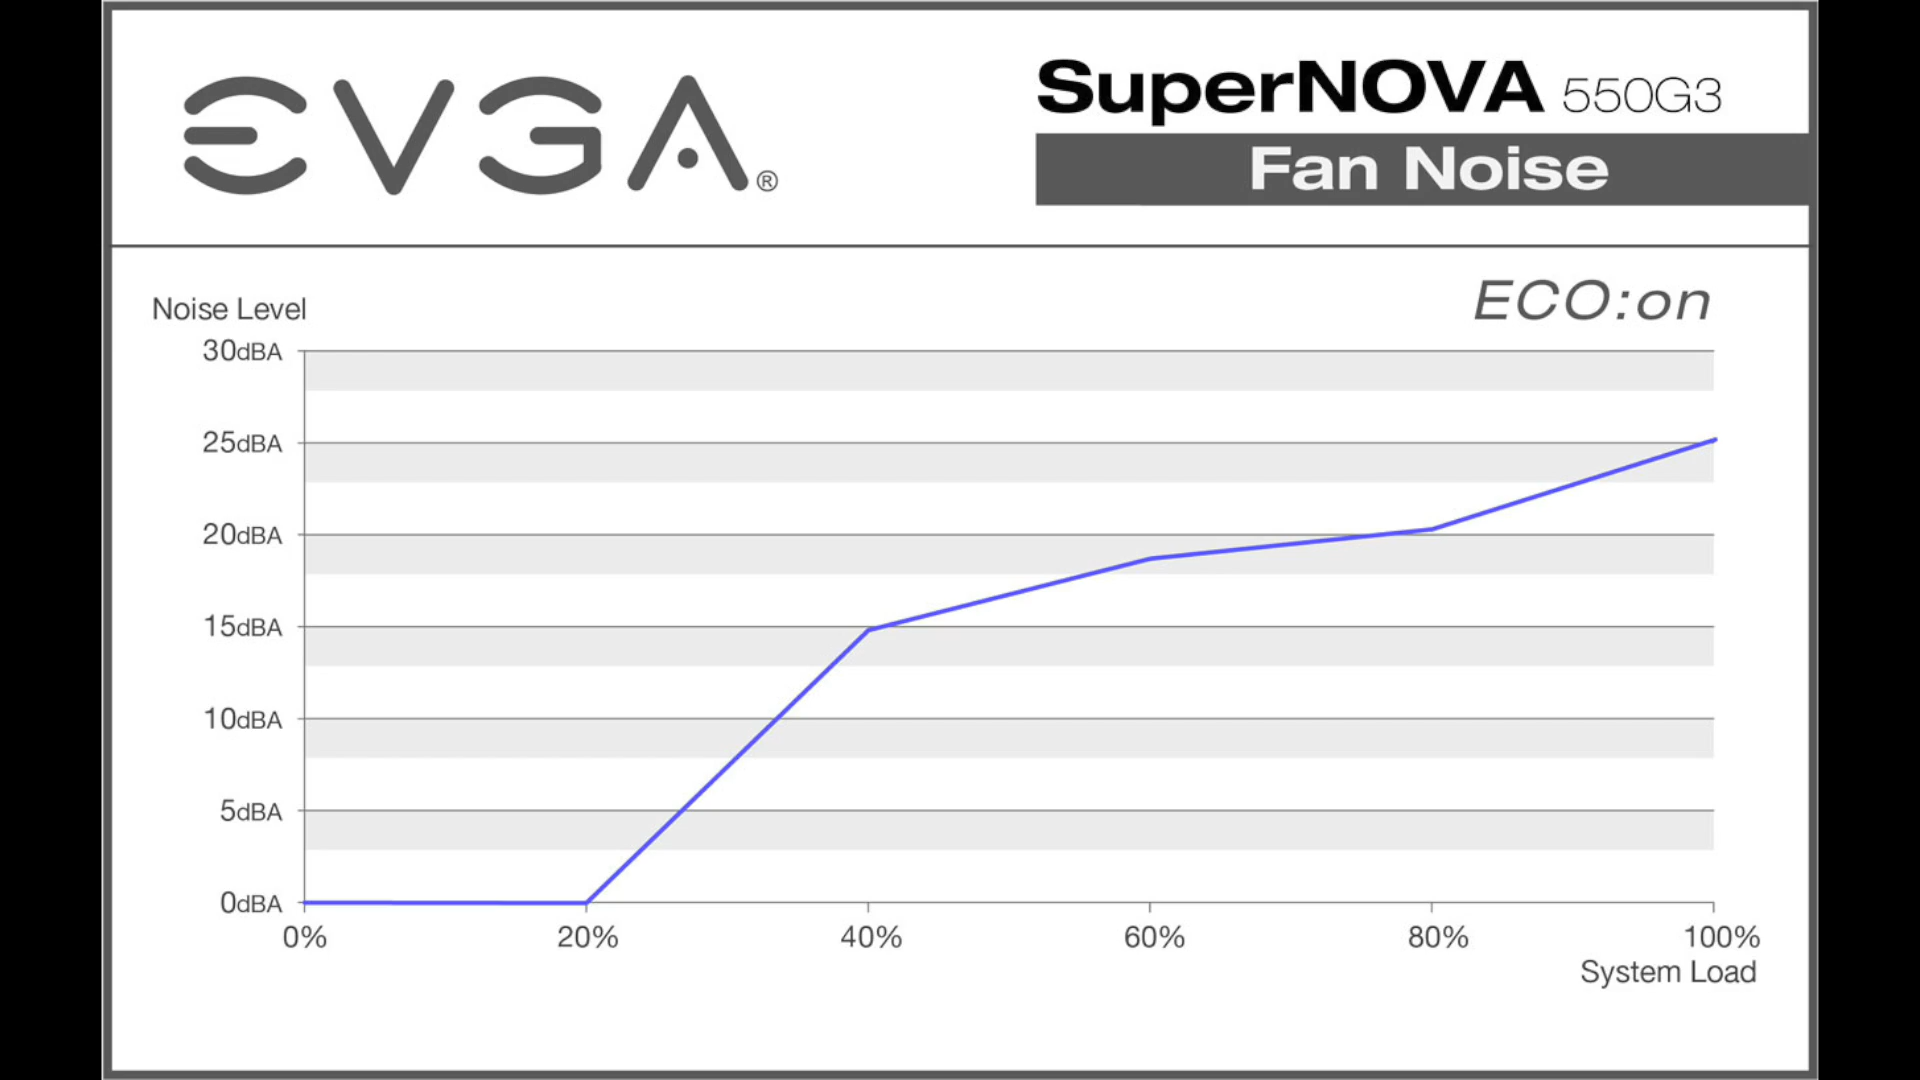 EVGA®
SuperNOVA 550G3
Fan Noise
ECO:on
Noise Level
30dBA
25dBA
20dBA
15dBA
10dBA
5dBA
0dBA
0% 20% 40% 60% 80% 100%
System Load